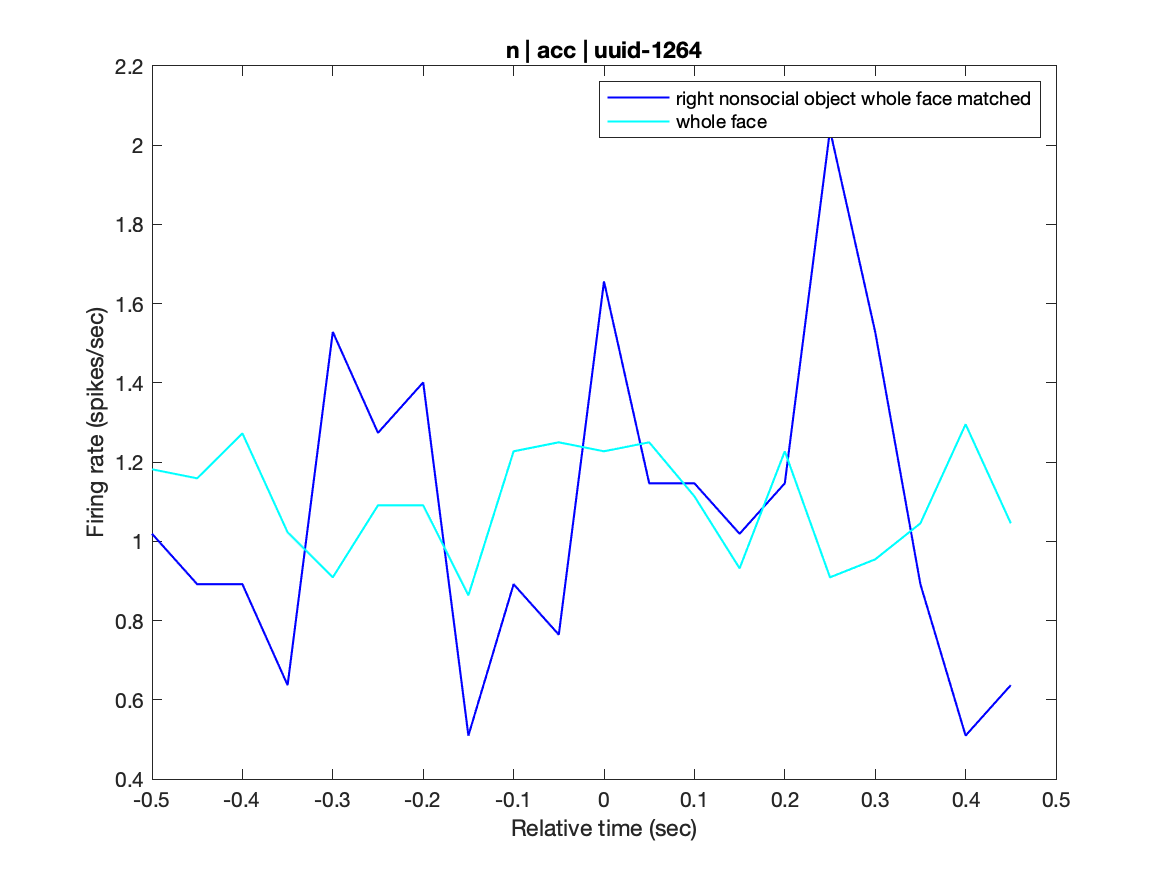 n | acc | uuid-1264
right nonsocial object whole face matched
whole face
Firing rate (spikes/sec)
2.2
2
1.8
1.6
1.4
1.2
1
0.8
0.6
0.4
-0.5 -0.4 -0.3 -0.2 -0.1 0 0.1 0.2 0.3 0.4 0.5
Relative time (sec)